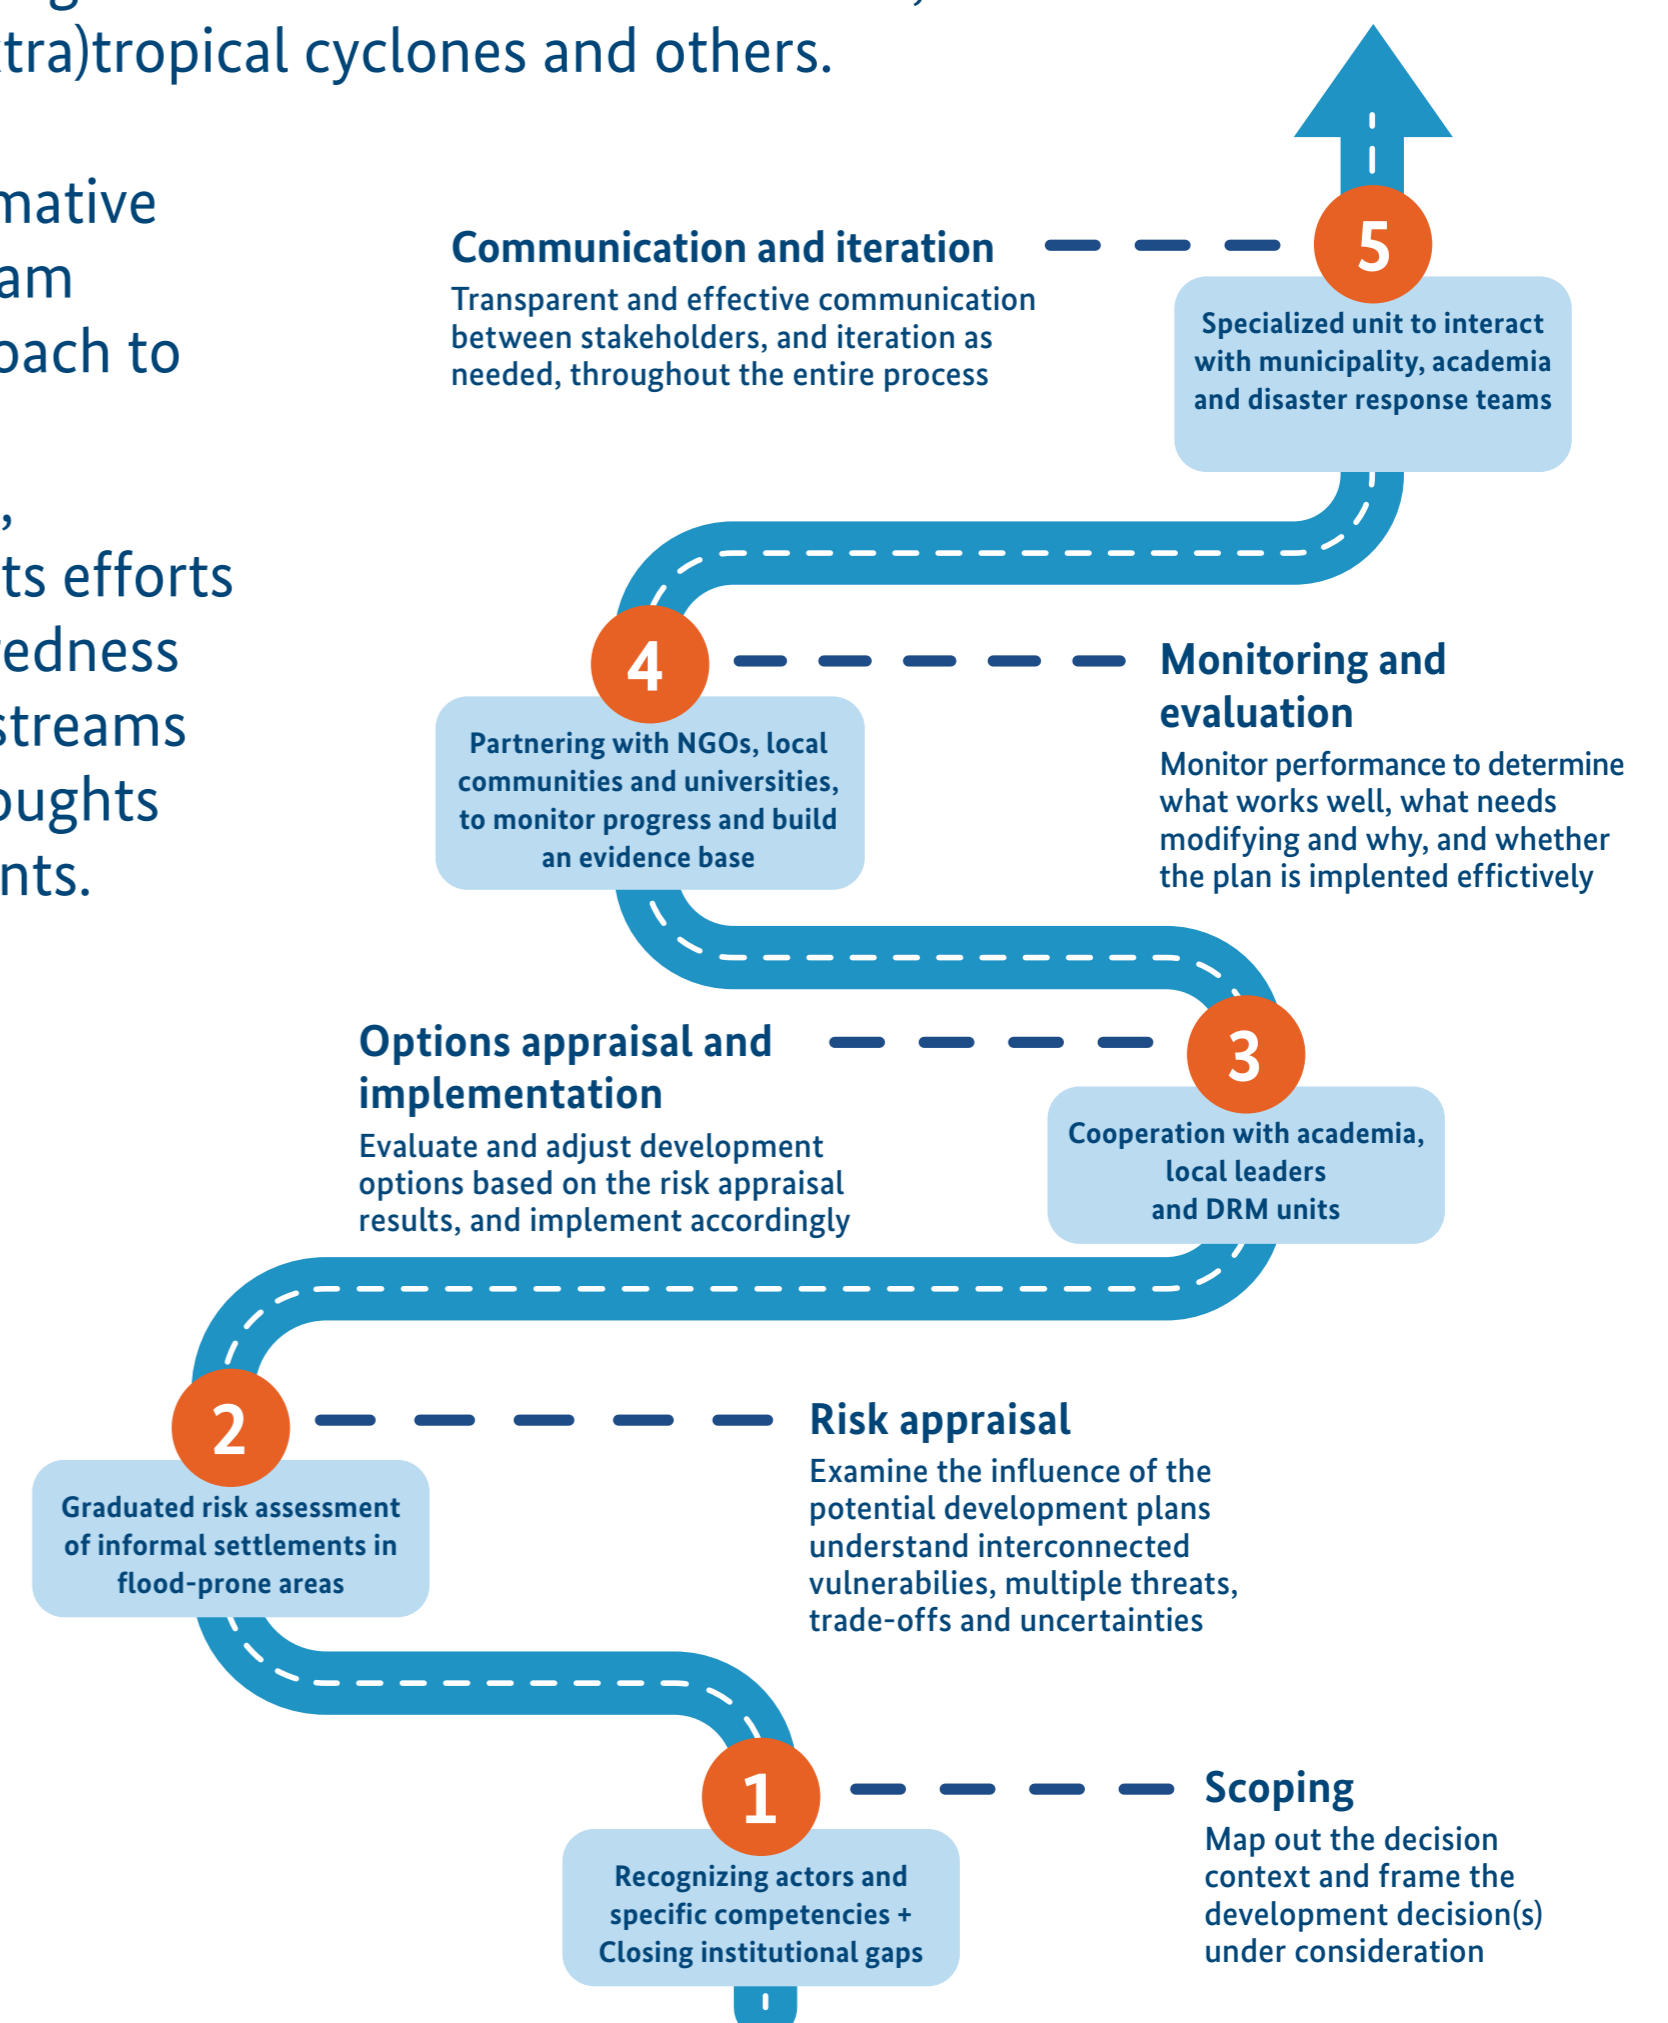 tra)tropical cyclones and others.
mative
am
oach to
,
ts efforts
edness
streams
oughts
nts.
5
Communication and iteration
Transparent and effective communication
between stakeholders, and iteration as
needed, throughout the entire process
Specialized unit to interact
with municipality, academia
and disaster response teams
4
Monitoring and
evaluation
Monitor performance to determine
what works well, what needs
modifying and why, and whether
the plan is implented effictively
Partnering with NGOs, local
communities and universities,
to monitor progress and build
an evidence base
3
Options appraisal and
implementation
Evaluate and adjust development
options based on the risk appraisal
results, and implement accordingly
Cooperation with academia,
local leaders
and DRM units
2
Risk appraisal
Examine the influence of the
potential development plans
understand interconnected
vulnerabilies, multiple threats,
trade-offs and uncertainties
Graduated risk assessment
of informal settlements in
flood-prone areas
1
Scoping
Map out the decision
context and frame the
development decision(s)
under consideration
Recognizing actors and
specific competencies +
Closing institutional gaps